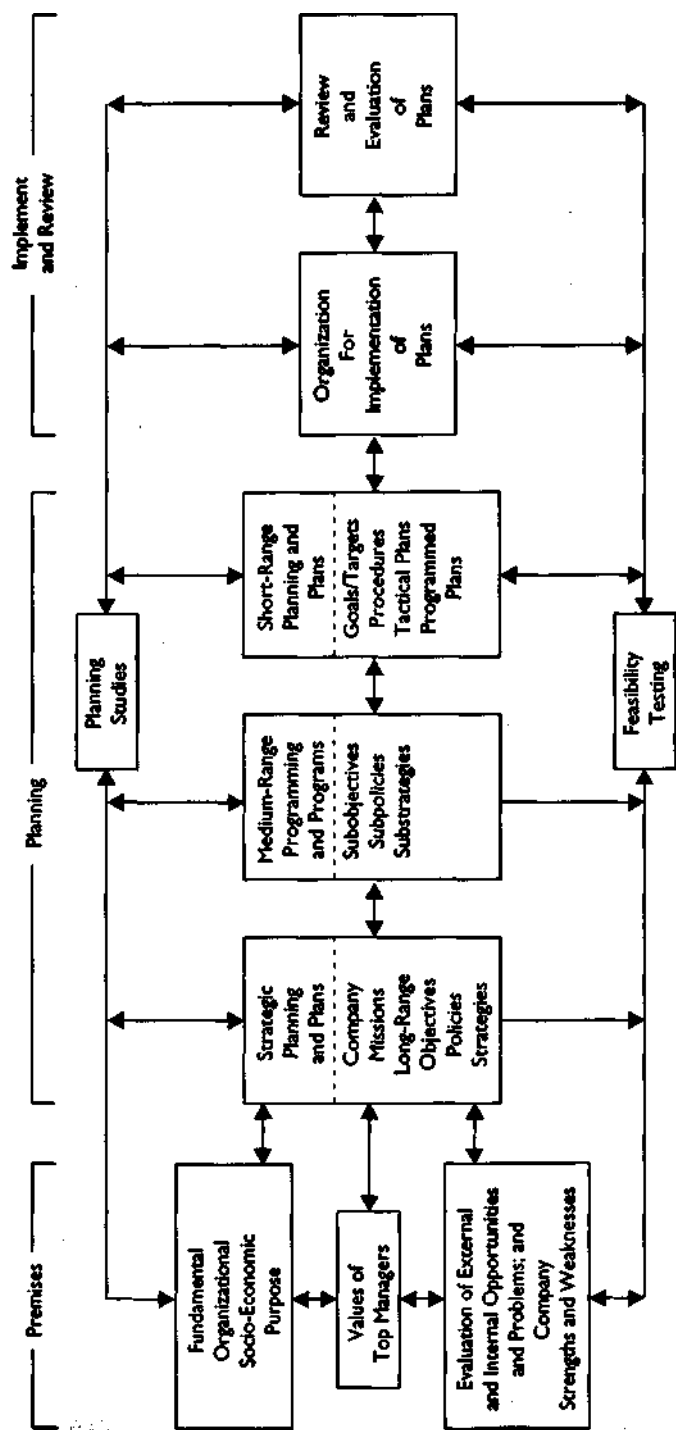 Premises
Planning
Implement
and Review
Planning
Studies
Fundamental
Organizational
Socio-Economic
Purpose
Values of
Top Managers
Evaluation of External
and Internal Opportunities
and Problems; and
Company
Strengths and Weaknesses
Strategic
Planning
and Plans
Company
Missions
Long-Range
Objectives
Policies
Strategies
Medium-Range
Programming
and Programs
Subobjectives
Subpolicies
Substrategies
Short-Range
Planning and
Plans
Goals/Targets
Procedures
Tactical Plans
Programmed
Plans
Organization
For
Implementation
of
Plans
Review
and
Evaluation
of
Plans
Feasibility
Testing